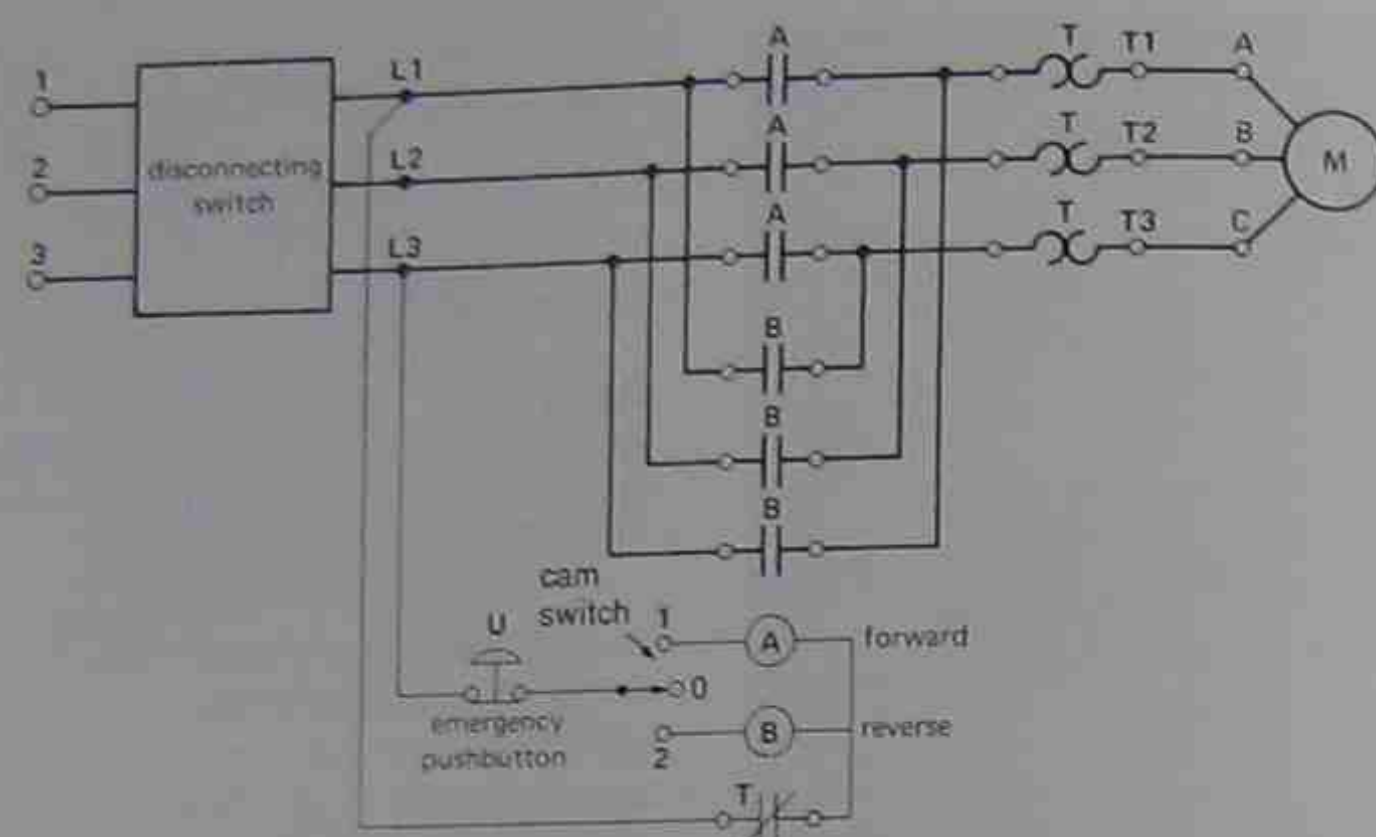 1
2
3
disconnecting
switch
L1
L2
L3
A
A
A
B
B
B
T
T1
A
T
T2
B
T
T3
C
M
cam
switch
1
0
2
U
emergency
pushbutton
A
forward
B
reverse
T